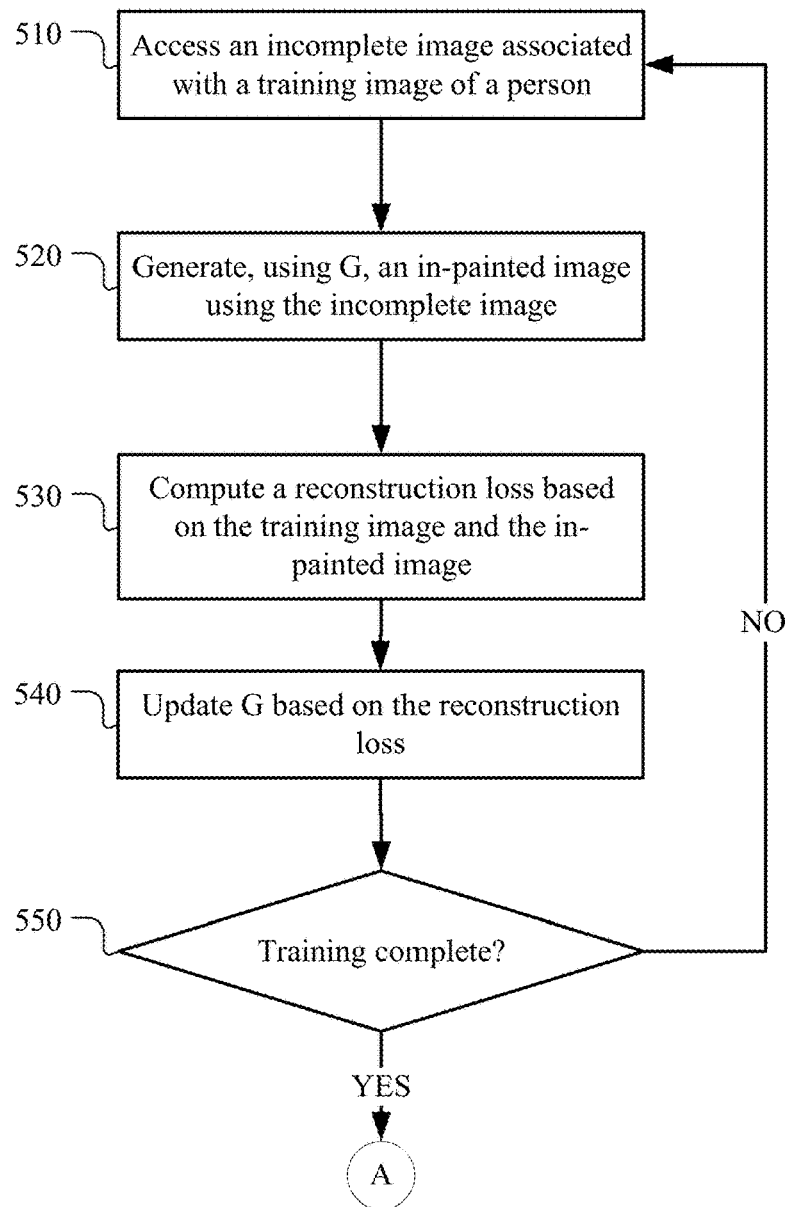 510
Access an incomplete image associated
with a training image of a person
520
Generate, using G, an in-painted image
using the incomplete image
530
Compute a reconstruction loss based
on the training image and the in-
painted image
NO
540
Update G based on the reconstruction
loss
550
Training complete?
YES
A